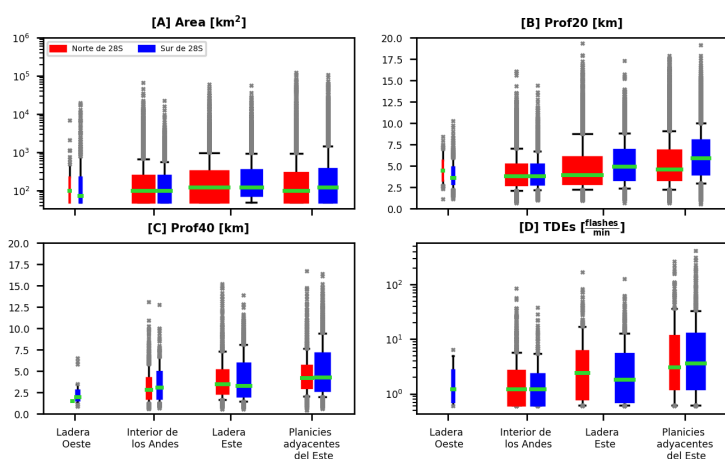 [A] Area [km²]
10⁶
10⁵
10⁴
10³
10²
Norte de 28S
Sur de 28S
[B] Prof20 [km]
20.0
17.5
15.0
12.5
10.0
7.5
5.0
2.5
0.0
[C] Prof40 [km]
20.0
17.5
15.0
12.5
10.0
7.5
5.0
2.5
0.0
Ladera
Oeste
Interior de
los Andes
Ladera
Este
Planicies
adyacentes
del Este
[D] TDEs [flashes/min]
10²
10¹
10⁰
Ladera
Oeste
Interior de
los Andes
Ladera
Este
Planicies
adyacentes
del Este